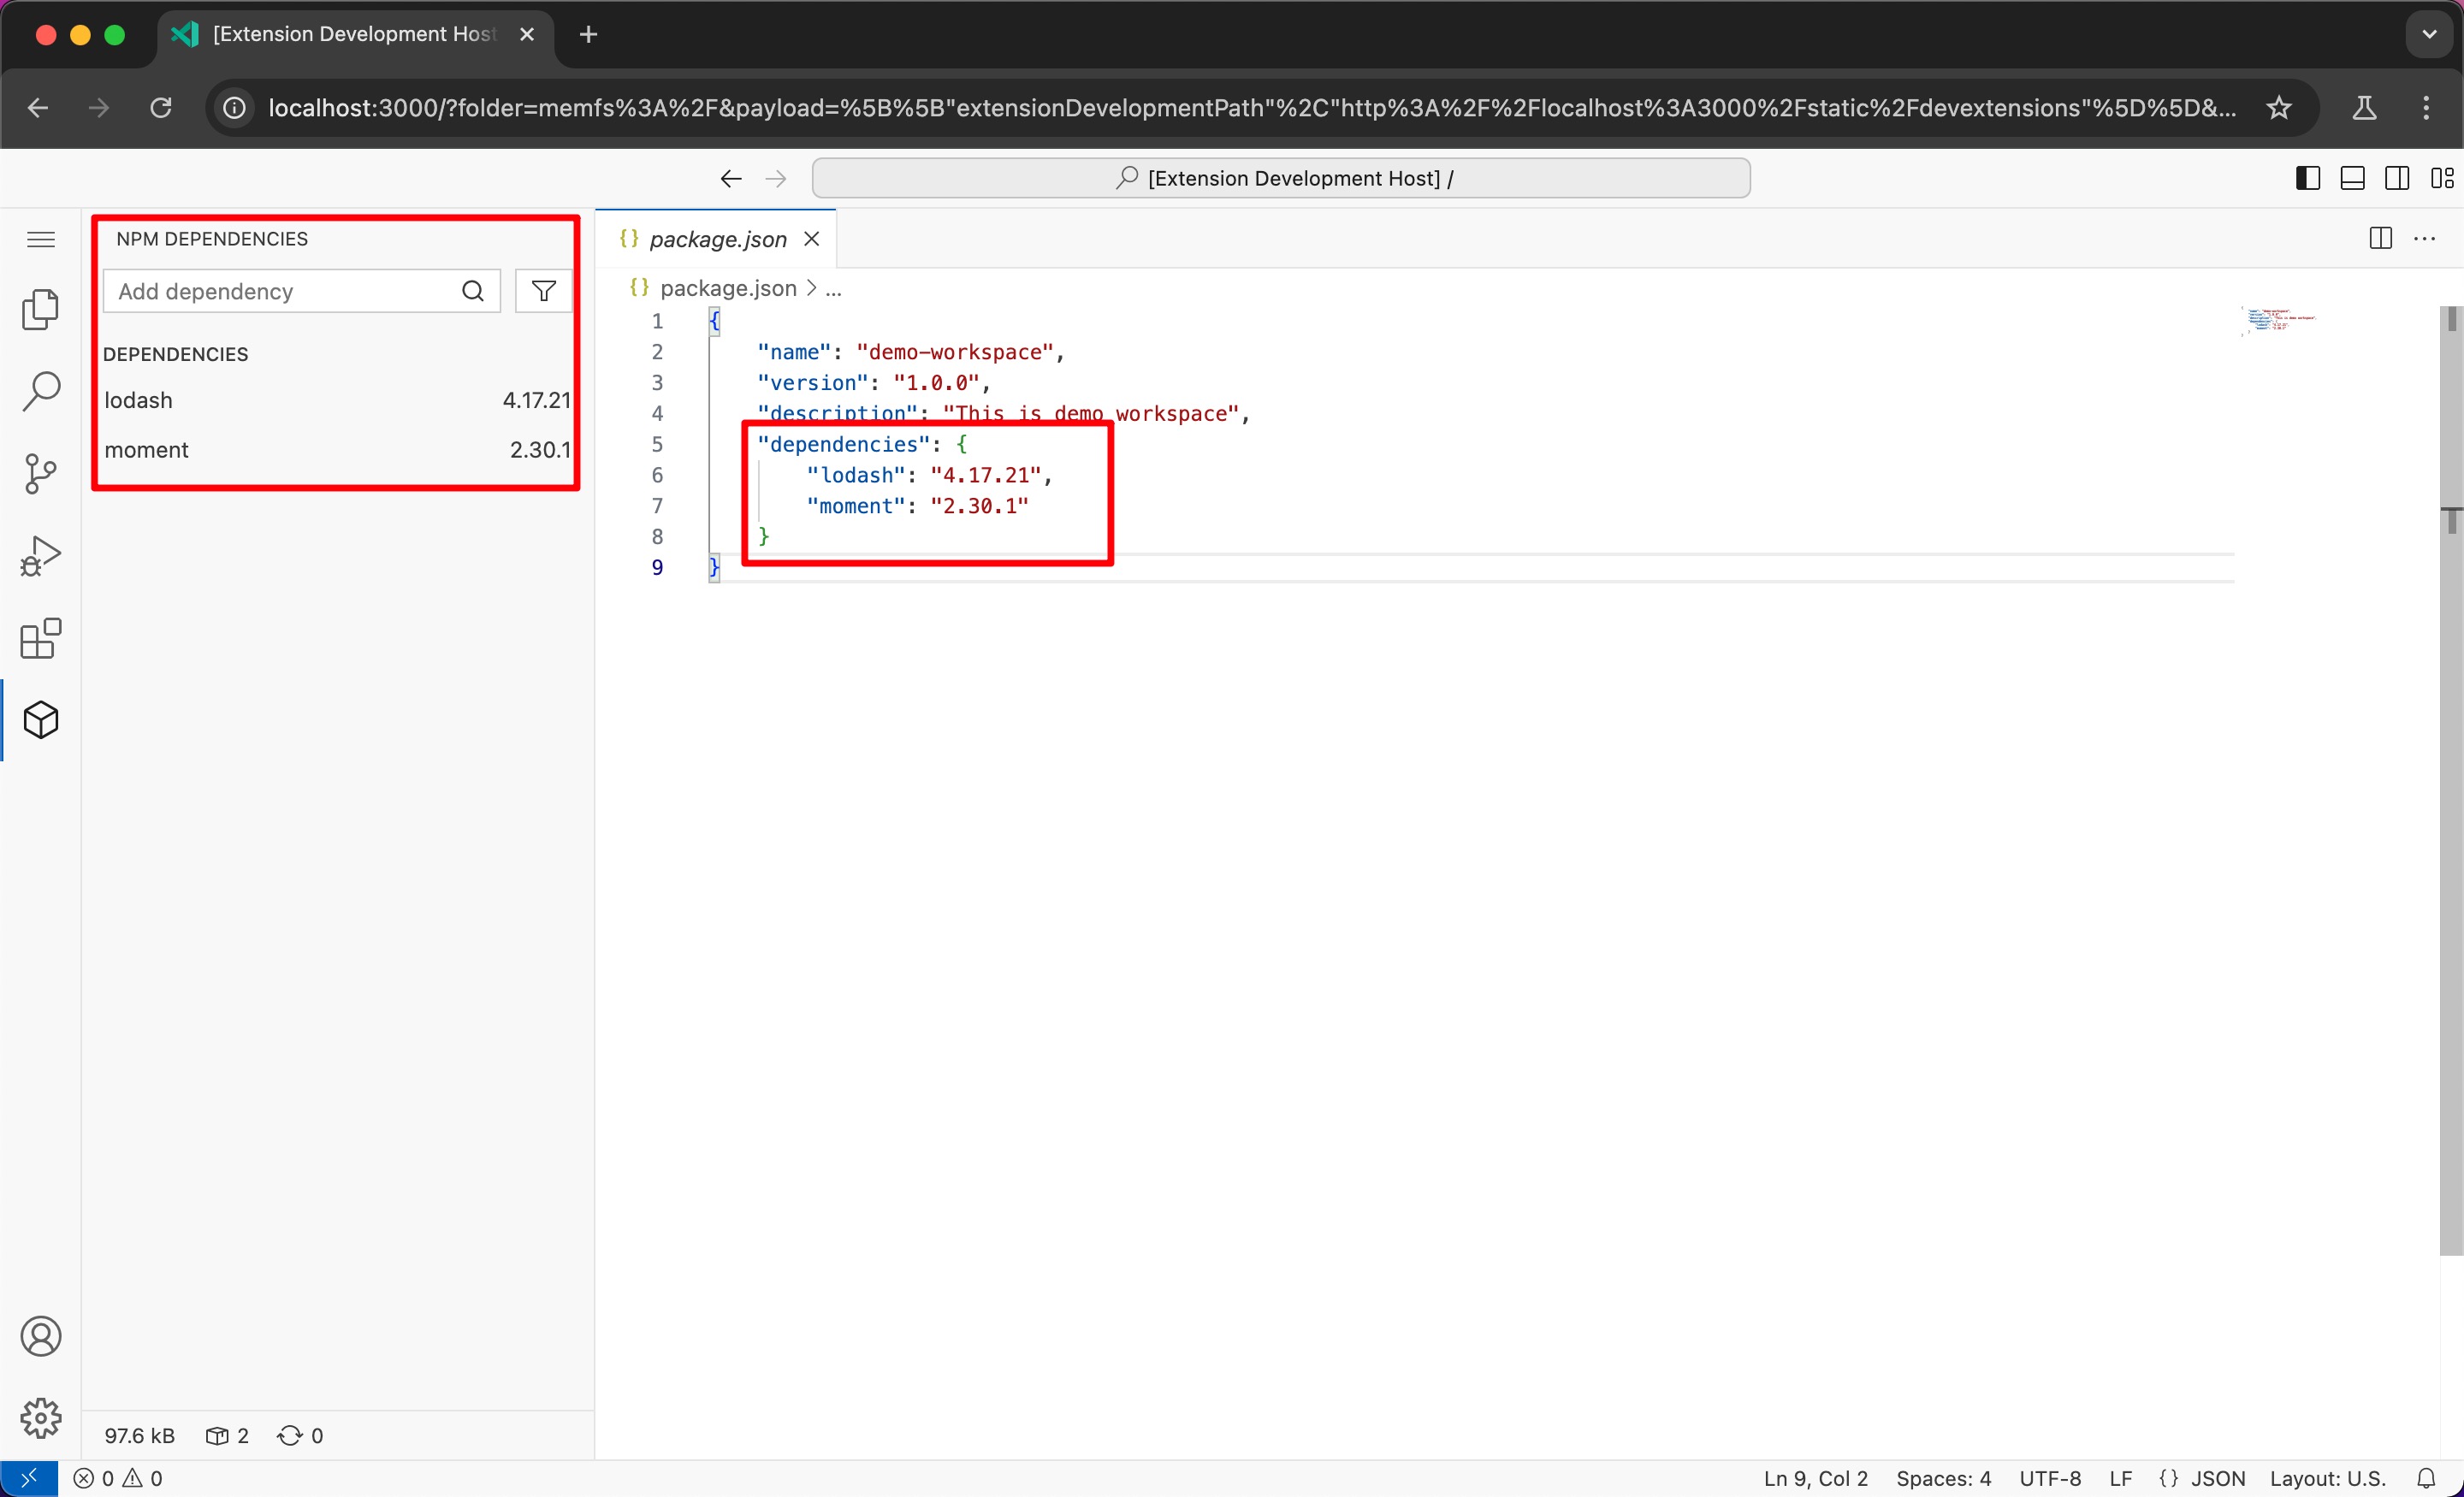 [Extension Development Host
localhost:3000/?folder=memfs%3A%2F&payload=%5B%5B"extensionDevelopmentPath"%2C"http%3A%2F%2Flocalhost%3A3000%2Fstatic%2Fdevextensions"%5D%5D&...
[Extension Development Host] /
NPM DEPENDENCIES
Add dependency
DEPENDENCIES
lodash 4.17.21
moment 2.30.1
97.6 kB 2 0
package.json
package.json > ...
1 {
2 "name": "demo-workspace",
3 "version": "1.0.0",
4 "description": "This is demo workspace",
5 "dependencies": {
6 "lodash": "4.17.21",
7 "moment": "2.30.1"
8 }
9 }
0 0
Ln 9, Col 2 Spaces: 4 UTF-8 LF {} JSON Layout: U.S.